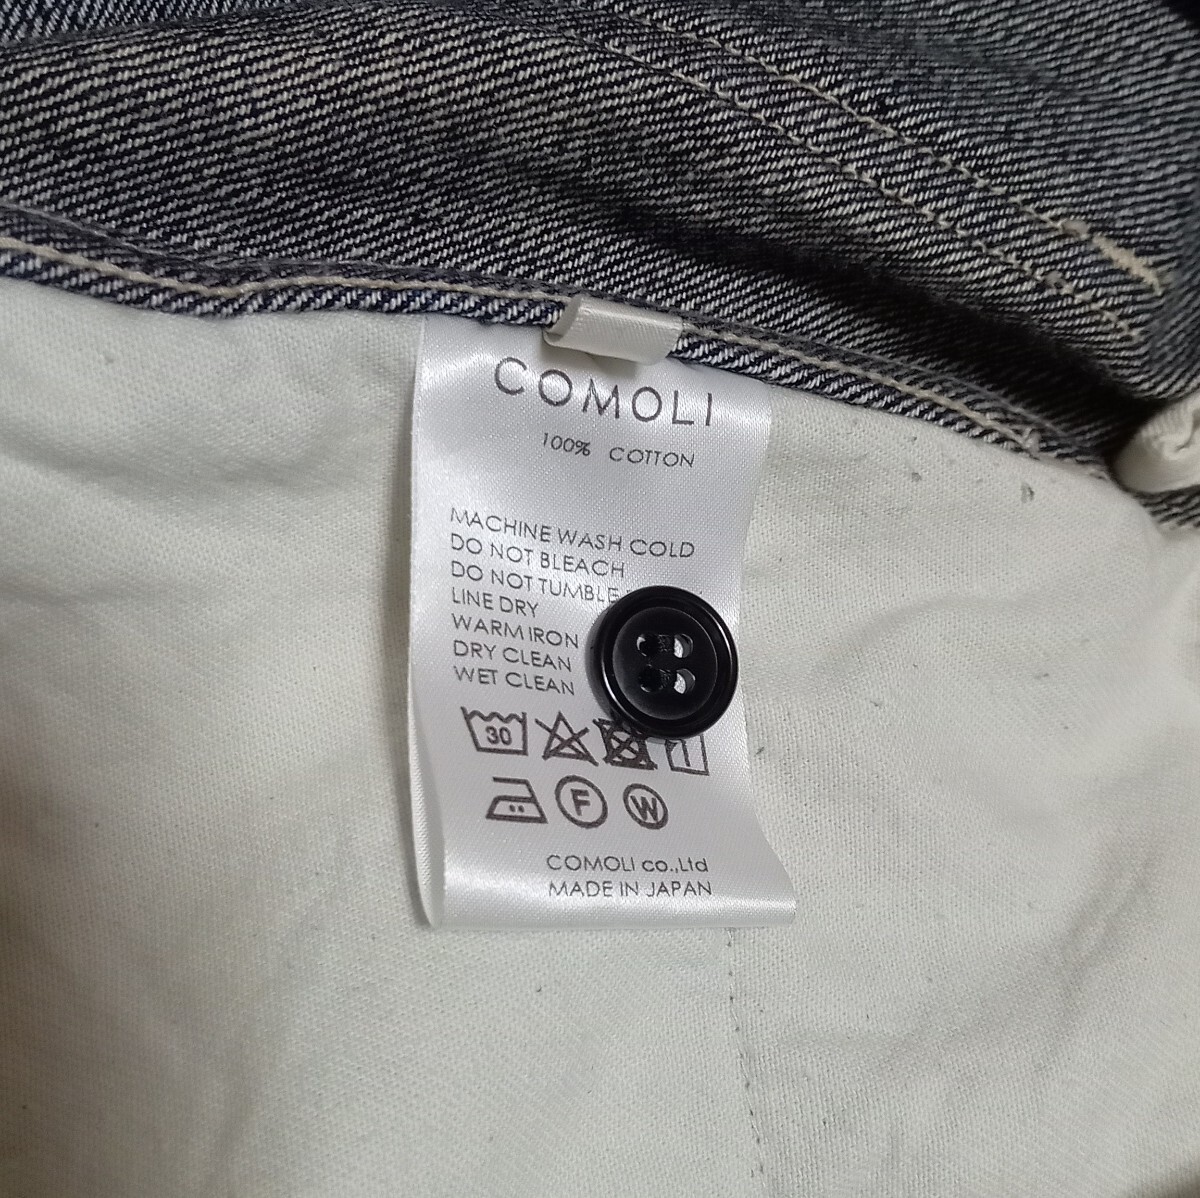 COMOLI
100% COTTON
MACHINE WASH COLD
DO NOT BLEACH
DO NOT TUMBLE
LINE DRY
WARM IRON
DRY CLEAN
WET CLEAN
30
F W
COMOLI co.,Ltd
MADE IN JAPAN